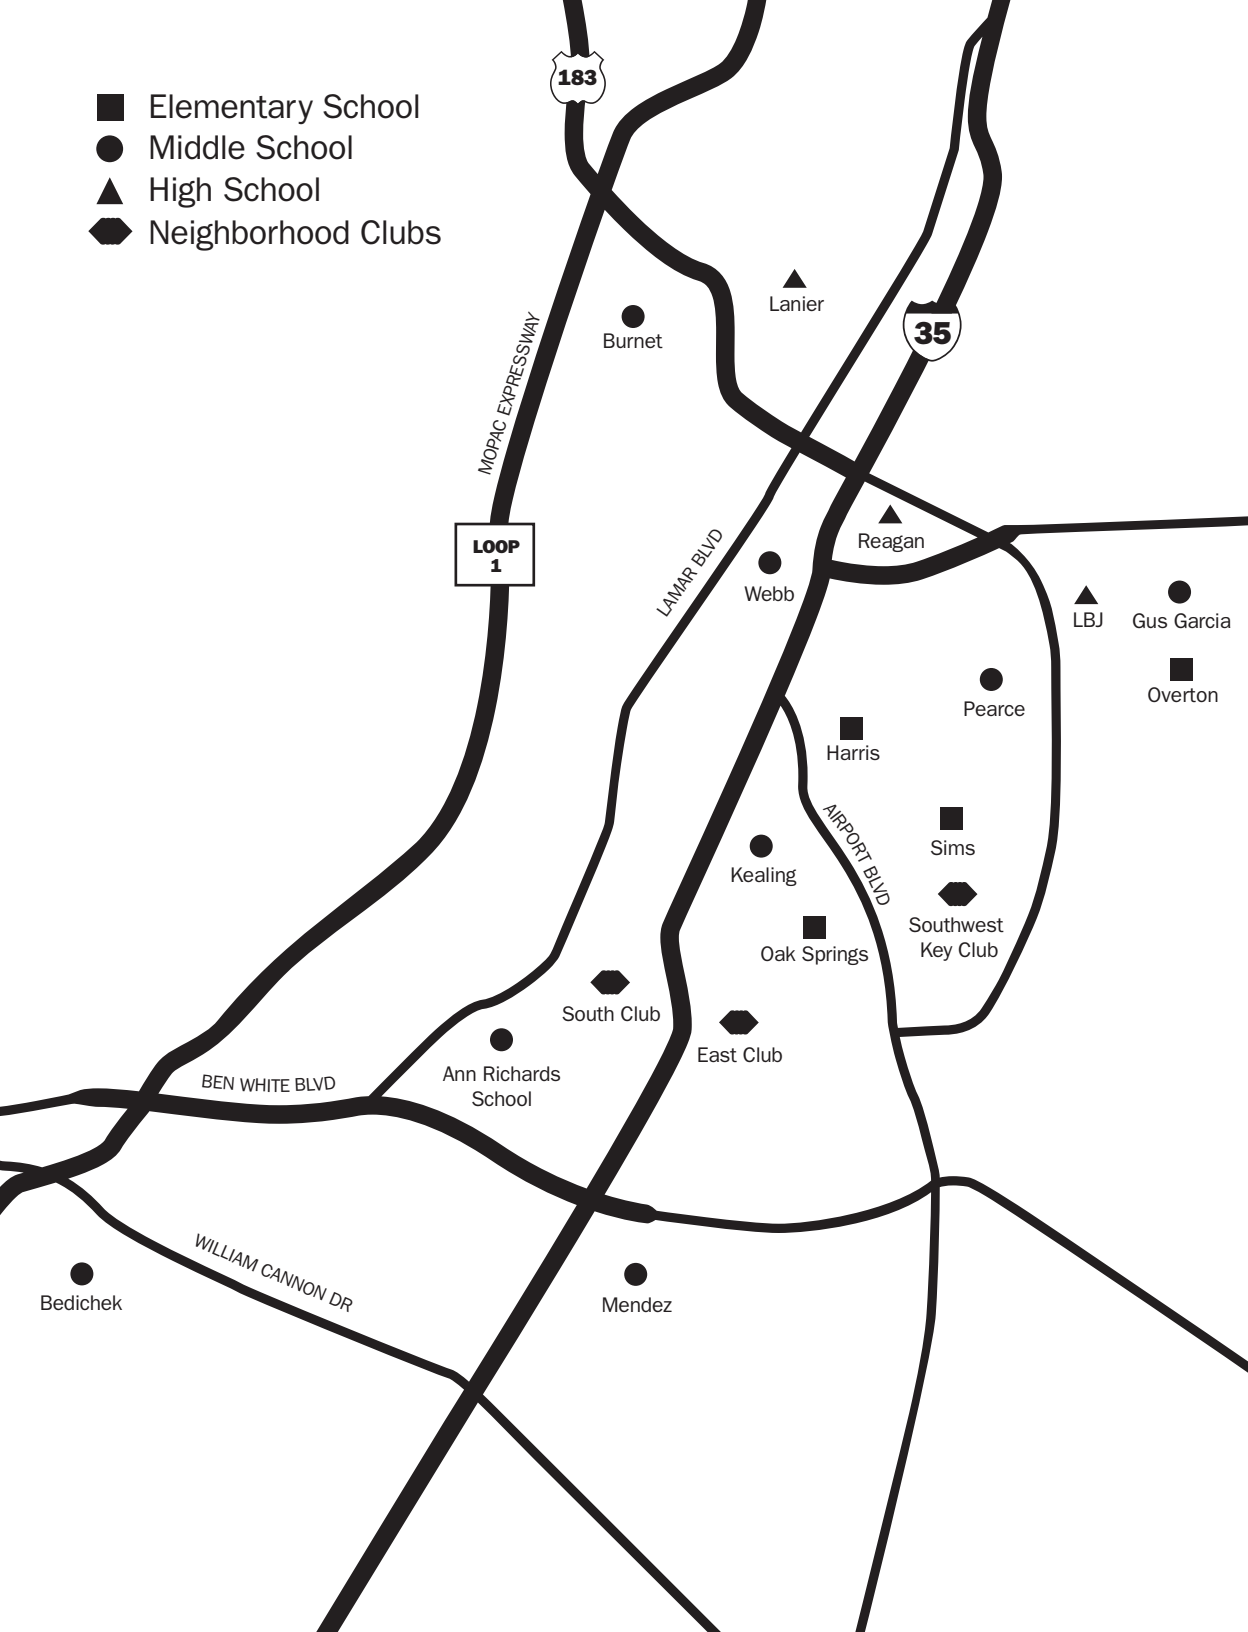 183
Elementary School
Middle School
High School
Neighborhood Clubs
Lanier
MOPAC EXPRESSWAY
Burnet
35
LOOP
1
Reagan
LAMAR BLVD
Webb
LBJ
Gus Garcia
Overton
Pearce
Harris
AIRPORT BLVD
Sims
Kealing
Southwest
Key Club
Oak Springs
South Club
East Club
Ann Richards
School
BEN WHITE BLVD
WILLIAM CANNON DR
Bedichek
Mendez